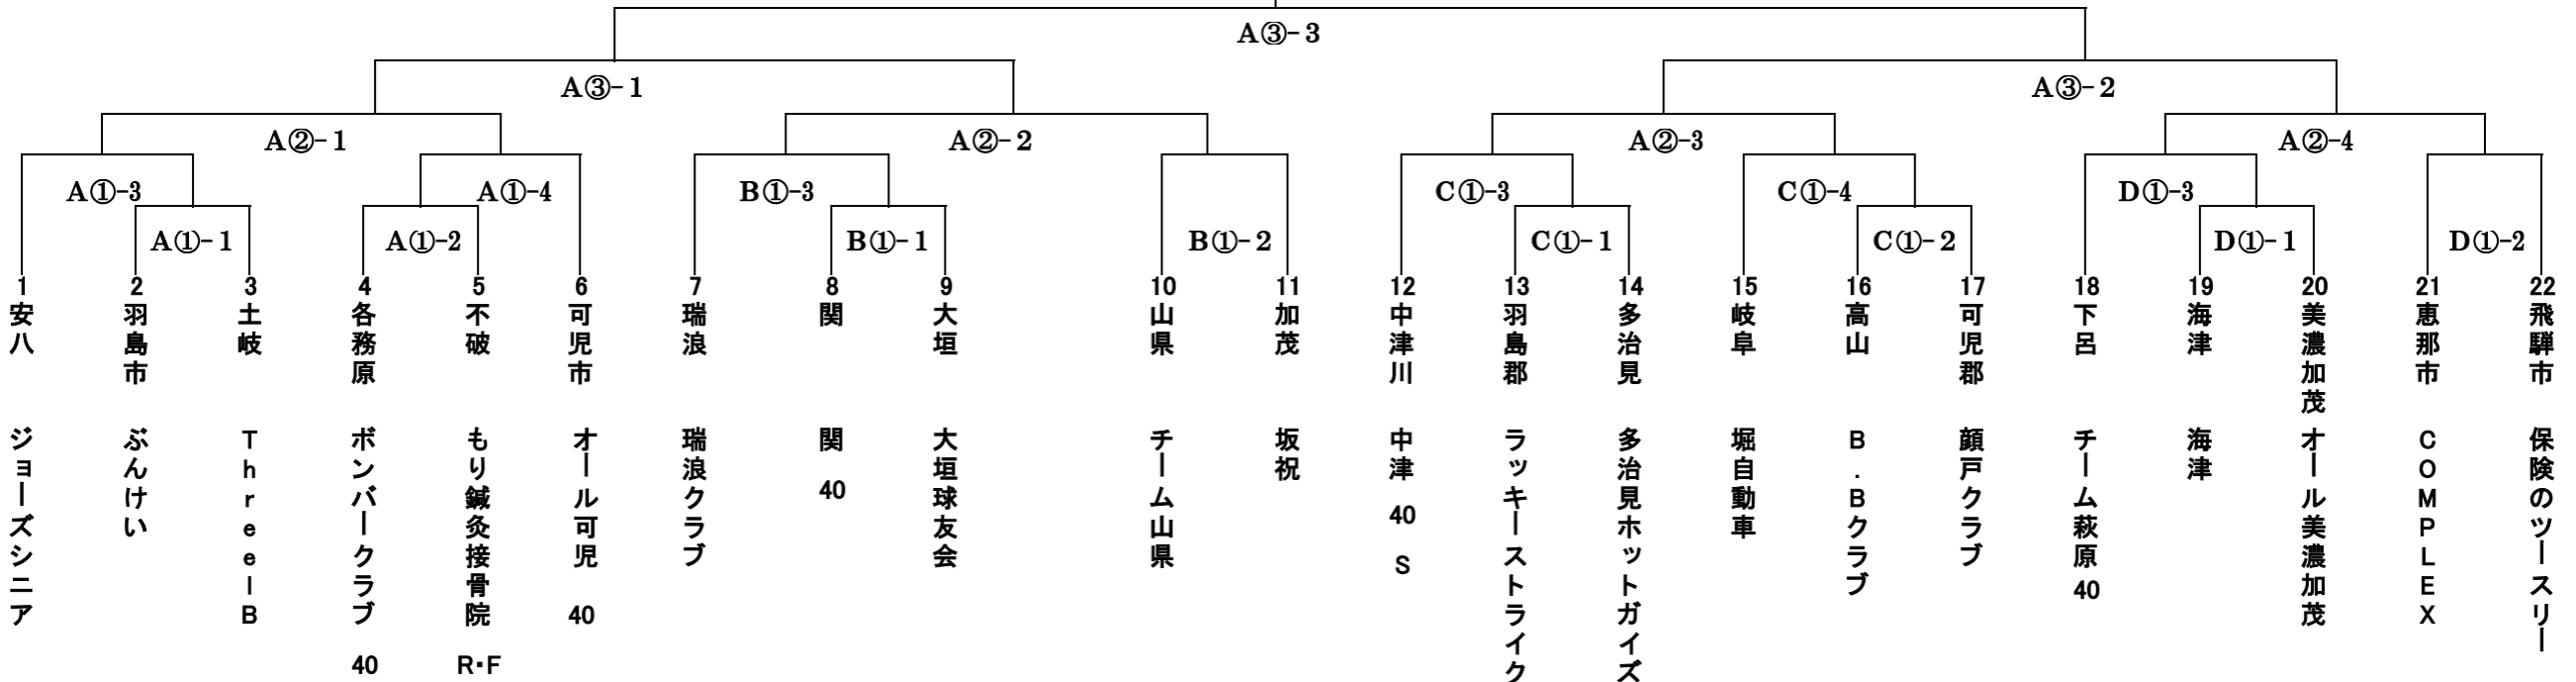 A③-3
A③-1
A③-2
A②-1
A②-2
A②-3
A②-4
A①-3
A①-4
B①-3
C①-3
C①-4
D①-3
A①-1
A①-2
B①-1
B①-2
C①-1
C①-2
D①-1
D①-2
1 安八 ジョーズシニア
2 羽島市 ぶんけい
3 土岐 ThreelB
4 各務原 ボンバークラブ 40
5 不破 もり鍼灸接骨院 R・F
6 可児市 オール可児 40
7 瑞浪 瑞浪クラブ
8 関 関 40
9 大垣 大垣球友会
10 山県 チーム山県
11 加茂 坂祝
12 中津川 中津 40 S
13 羽島郡 ラッキーストライク
14 多治見 多治見ホットガイズ
15 岐阜 堀自動車
16 高山 B.Bクラブ
17 可児郡 顔戸クラブ
18 下呂 チーム萩原 40
19 海津 海津
20 美濃加茂 オール美濃加茂
21 恵那市 COMPLEX
22 飛騨市 保険のツースリー